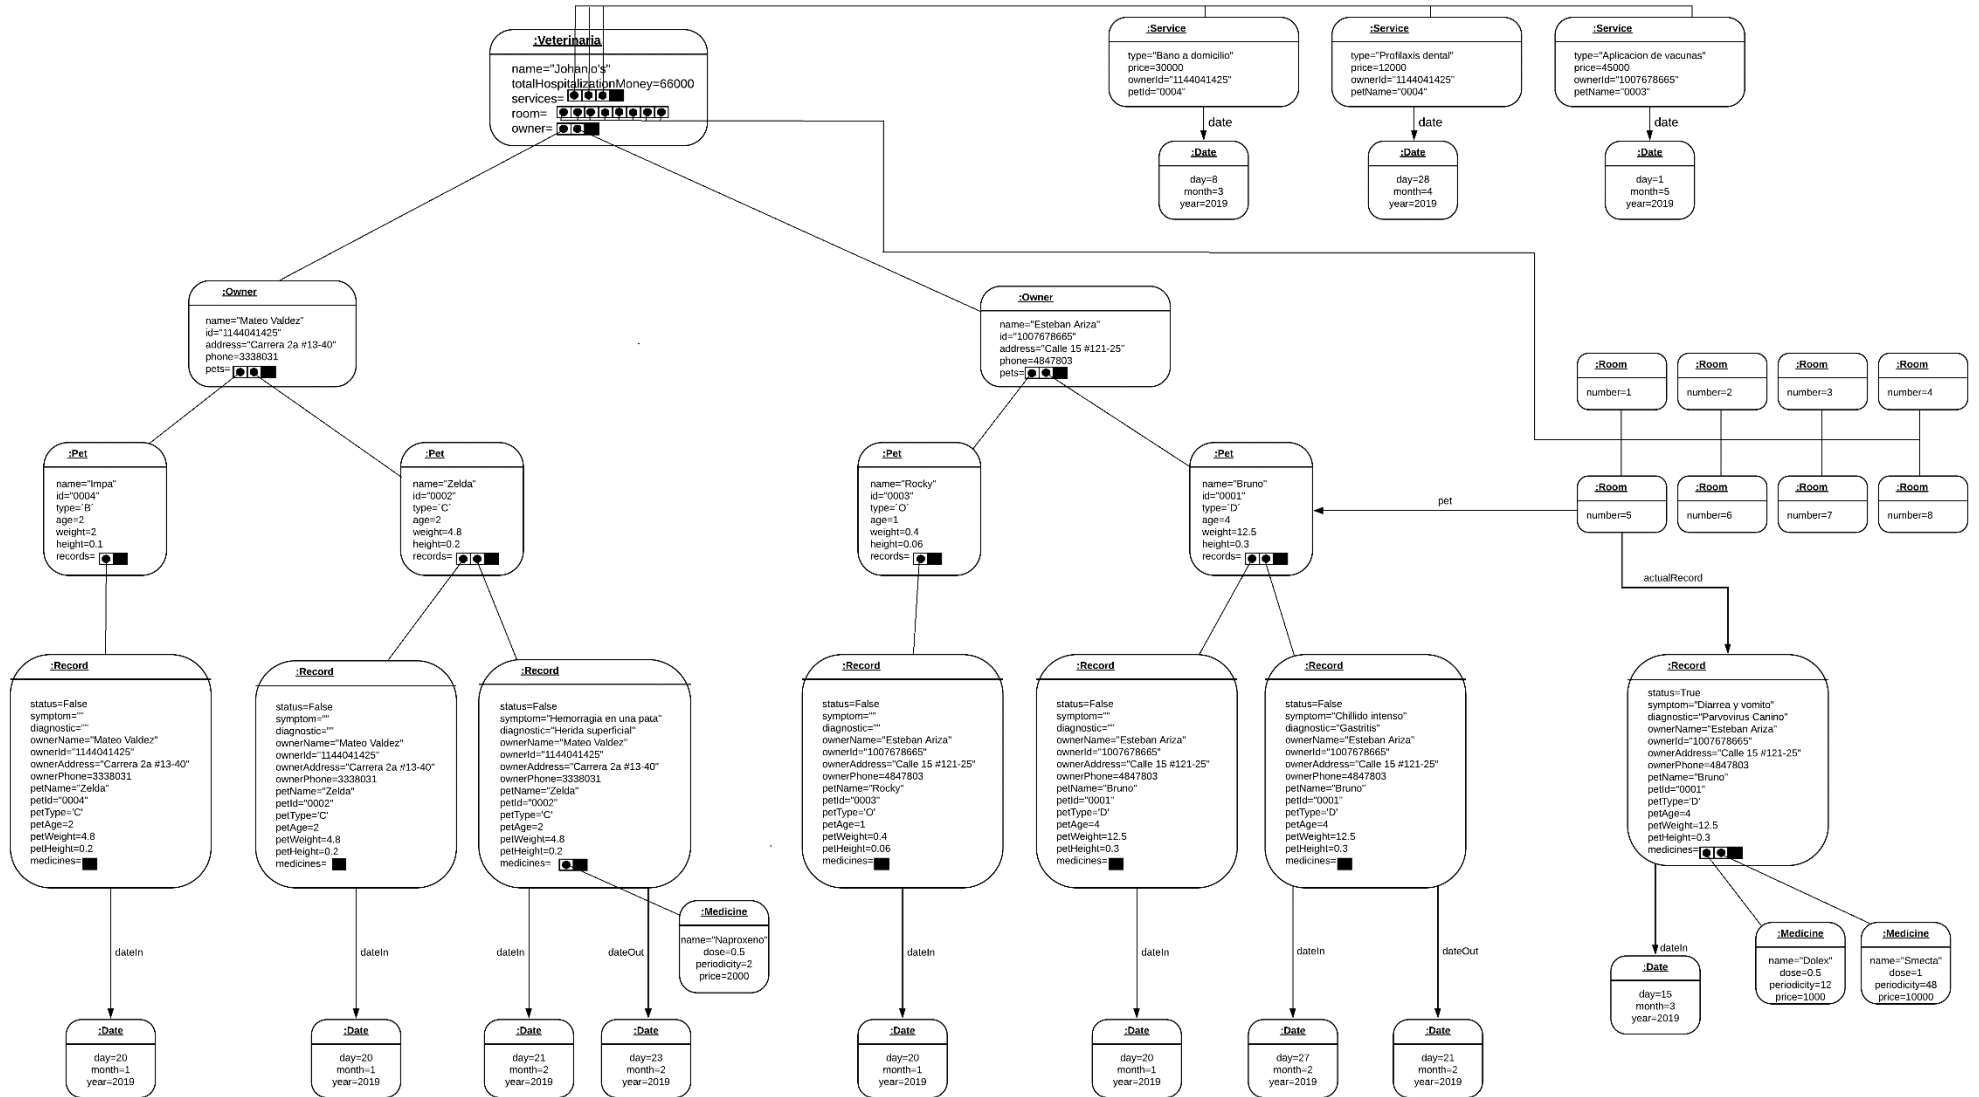 :Veterinaria
name="Johanjo's"
totalHospitalizationMoney=66000
services=
room=
owner=
:Service
type="Bano a domicilio"
price=30000
ownerId="1144041425"
petId="0004"
date
:Date
day=8
month=3
year=2019
:Service
type="Profilaxis dental"
price=12000
ownerId="1144041425"
petName="0004"
date
:Date
day=28
month=4
year=2019
:Service
type="Aplicacion de vacunas"
price=45000
ownerId="1007678665"
petName="0003"
date
:Date
day=1
month=5
year=2019
:Owner
name="Mateo Valdez"
id="1144041425"
address="Carrera 2a #13-40"
phone=3338031
pets=
:Owner
name="Esteban Ariza"
id="1007678665"
address="Calle 15 #121-25"
phone=4847803
pets=
:Room
number=1
:Room
number=2
:Room
number=3
:Room
number=4
:Room
number=5
:Room
number=6
:Room
number=7
:Room
number=8
pet
actualRecord
:Pet
name="Impa"
id="0004"
type=´B´
age=2
weight=2
height=0.1
records=
:Pet
name="Zelda"
id="0002"
type=´C´
age=2
weight=4.8
height=0.2
records=
:Pet
name="Rocky"
id="0003"
type=´O´
age=1
weight=0.4
height=0.06
records=
:Pet
name="Bruno"
id="0001"
type=´D´
age=4
weight=12.5
height=0.3
records=
:Record
status=False
symptom=""
diagnostic=""
ownerName="Mateo Valdez"
ownerId="1144041425"
ownerAddress="Carrera 2a #13-40"
ownerPhone=3338031
petName="Zelda"
petId="0004"
petType='C'
petAge=2
petWeight=4.8
petHeight=0.2
medicines=
dateIn
:Date
day=20
month=1
year=2019
:Record
status=False
symptom=""
diagnostic=""
ownerName="Mateo Valdez"
ownerId="1144041425"
ownerAddress="Carrera 2a #13-40"
ownerPhone=3338031
petName="Zelda"
petId="0002"
petType='C'
petAge=2
petWeight=4.8
petHeight=0.2
medicines=
dateIn
:Date
day=20
month=1
year=2019
:Record
status=False
symptom="Hemorragia en una pata"
diagnostic="Herida superficial"
ownerName="Mateo Valdez"
ownerId="1144041425"
ownerAddress="Carrera 2a #13-40"
ownerPhone=3338031
petName="Zelda"
petId="0002"
petType='C'
petAge=2
petWeight=4.8
petHeight=0.2
medicines=
dateIn
dateOut
:Medicine
name="Naproxeno"
dose=0.5
periodicity=2
price=2000
:Date
day=21
month=2
year=2019
:Date
day=23
month=2
year=2019
:Record
status=False
symptom=""
diagnostic=""
ownerName="Esteban Ariza"
ownerId="1007678665"
ownerAddress="Calle 15 #121-25"
ownerPhone=4847803
petName="Rocky"
petId="0003"
petType='O'
petAge=1
petWeight=0.4
petHeight=0.06
medicines=
dateIn
:Date
day=20
month=1
year=2019
:Record
status=False
symptom=""
diagnostic=""
ownerName="Esteban Ariza"
ownerId="1007678665"
ownerAddress="Calle 15 #121-25"
ownerPhone=4847803
petName="Bruno"
petId="0001"
petType='D'
petAge=4
petWeight=12.5
petHeight=0.3
medicines=
dateIn
:Date
day=20
month=1
year=2019
:Record
status=False
symptom="Chillido intenso"
diagnostic="Gastritis"
ownerName="Esteban Ariza"
ownerId="1007678665"
ownerAddress="Calle 15 #121-25"
ownerPhone=4847803
petName="Bruno"
petId="0001"
petType='D'
petAge=4
petWeight=12.5
petHeight=0.3
medicines=
dateIn
dateOut
:Date
day=27
month=2
year=2019
:Date
day=21
month=2
year=2019
:Record
status=True
symptom="Diarrea y vomito"
diagnostic="Parvovirus Canino"
ownerName="Esteban Ariza"
ownerId="1007678665"
ownerAddress="Calle 15 #121-25"
ownerPhone=4847803
petName="Bruno"
petId="0001"
petType='D'
petAge=4
petWeight=12.5
petHeight=0.3
medicines=
dateIn
:Date
day=15
month=3
year=2019
:Medicine
name="Dolex"
dose=0.5
periodicity=12
price=1000
:Medicine
name="Smecta"
dose=1
periodicity=48
price=10000